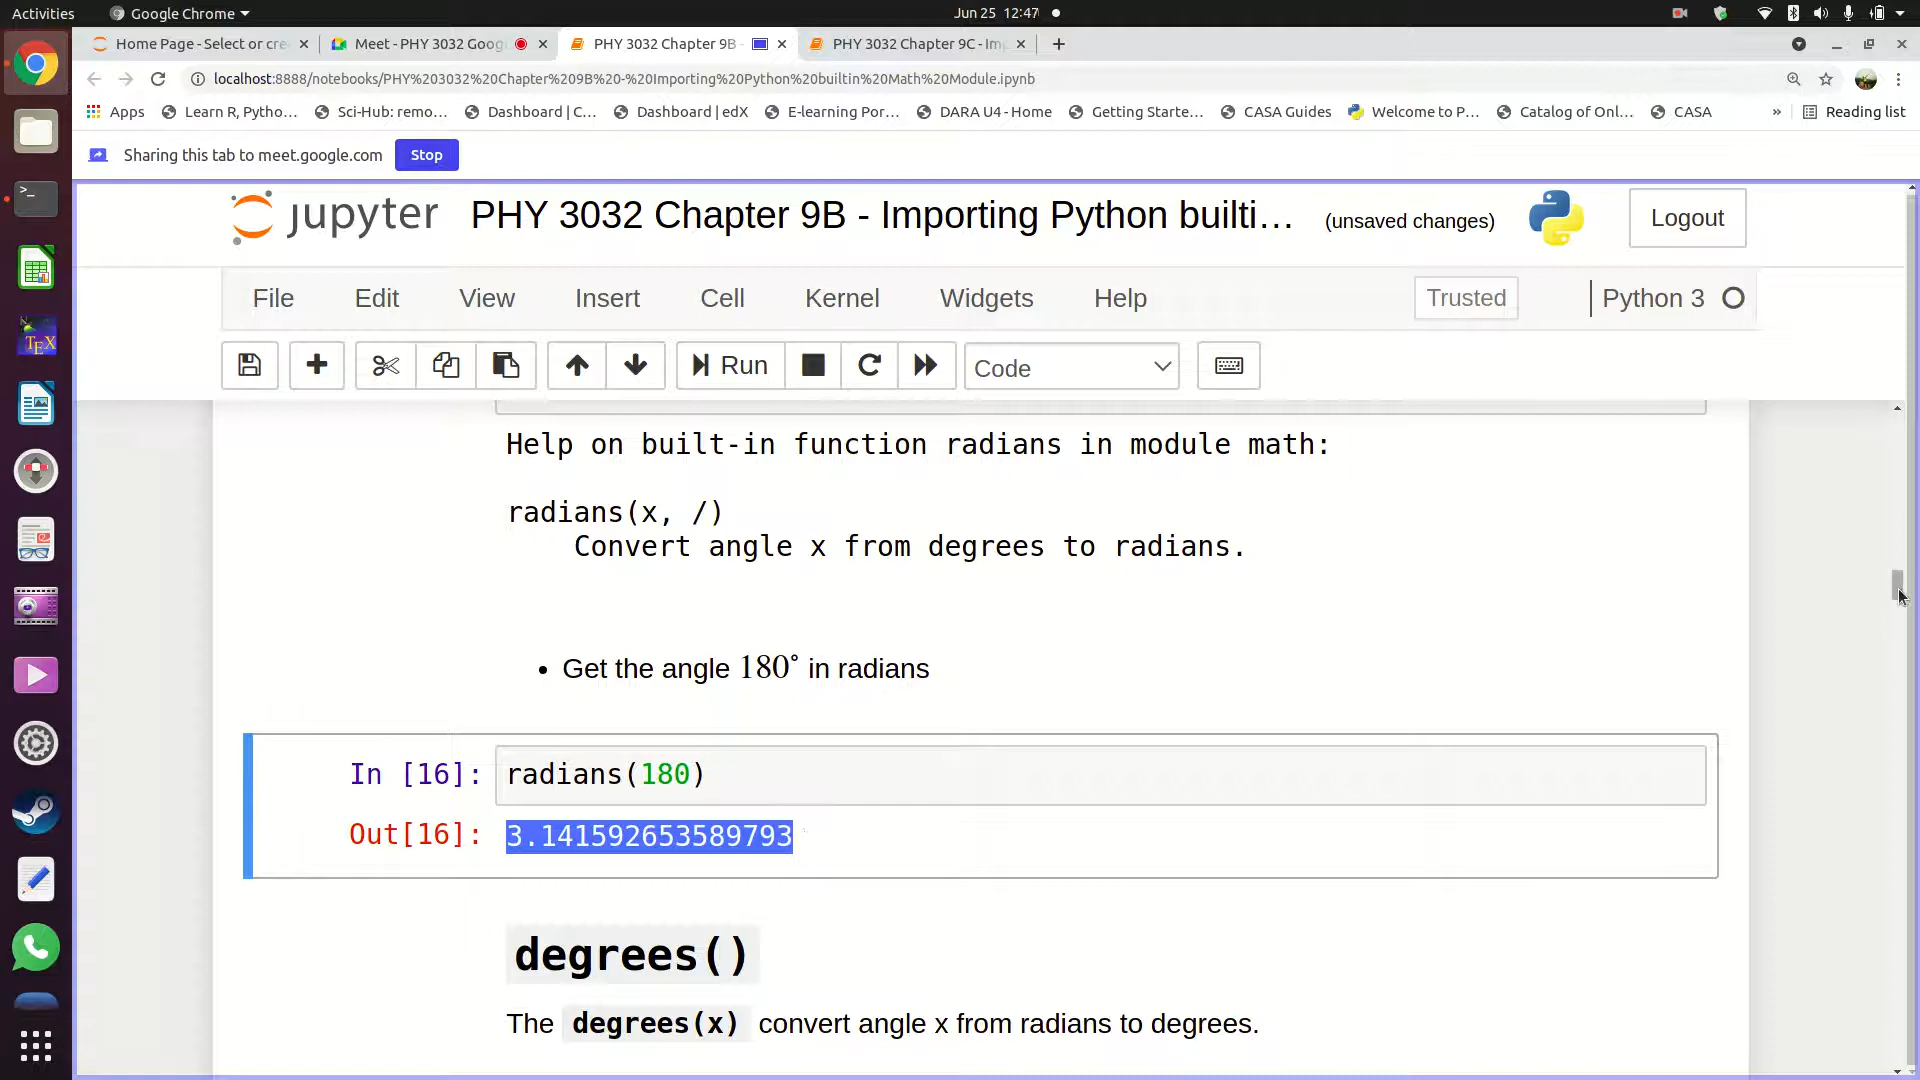 Activities
Google Chrome
Jun 25 12:47
Home Page - Select or cre
Meet - PHY 3032 Goog
PHY 3032 Chapter 9B -
PHY 3032 Chapter 9C - Im
localhost:8888/notebooks/PHY%203032%20Chapter%209B%20-%20Importing%20Python%20builtin%20Math%20Module.ipynb
Apps
Learn R, Pytho...
Sci-Hub: remo...
Dashboard | C...
Dashboard | edX
E-learning Por...
DARA U4 - Home
Getting Starte...
CASA Guides
Welcome to P...
Catalog of Onl...
CASA
»
Reading list
Sharing this tab to meet.google.com
Stop
jupyter
PHY 3032 Chapter 9B - Importing Python builti...
(unsaved changes)
Logout
File
Edit
View
Insert
Cell
Kernel
Widgets
Help
Trusted
Python 3
Run
Code
Help on built-in function radians in module math:
radians(x, /)
Convert angle x from degrees to radians.
• Get the angle 180° in radians
In [16]: radians(180)
Out[16]: 3.141592653589793
degrees()
The degrees(x) convert angle x from radians to degrees.